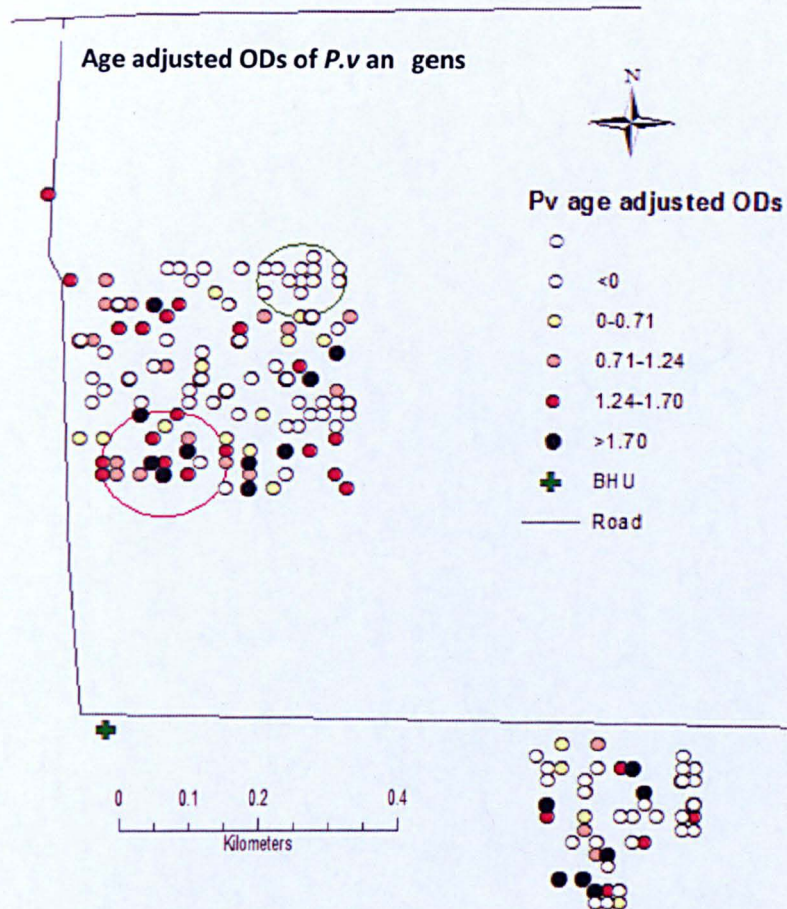 Age adjusted ODs of P.v an gens
N
Pv age adjusted ODs
<0
0-0.71
0.71-1.24
1.24-1.70
>1.70
BHU
Road
0 0.1 0.2 0.4
Kilometers